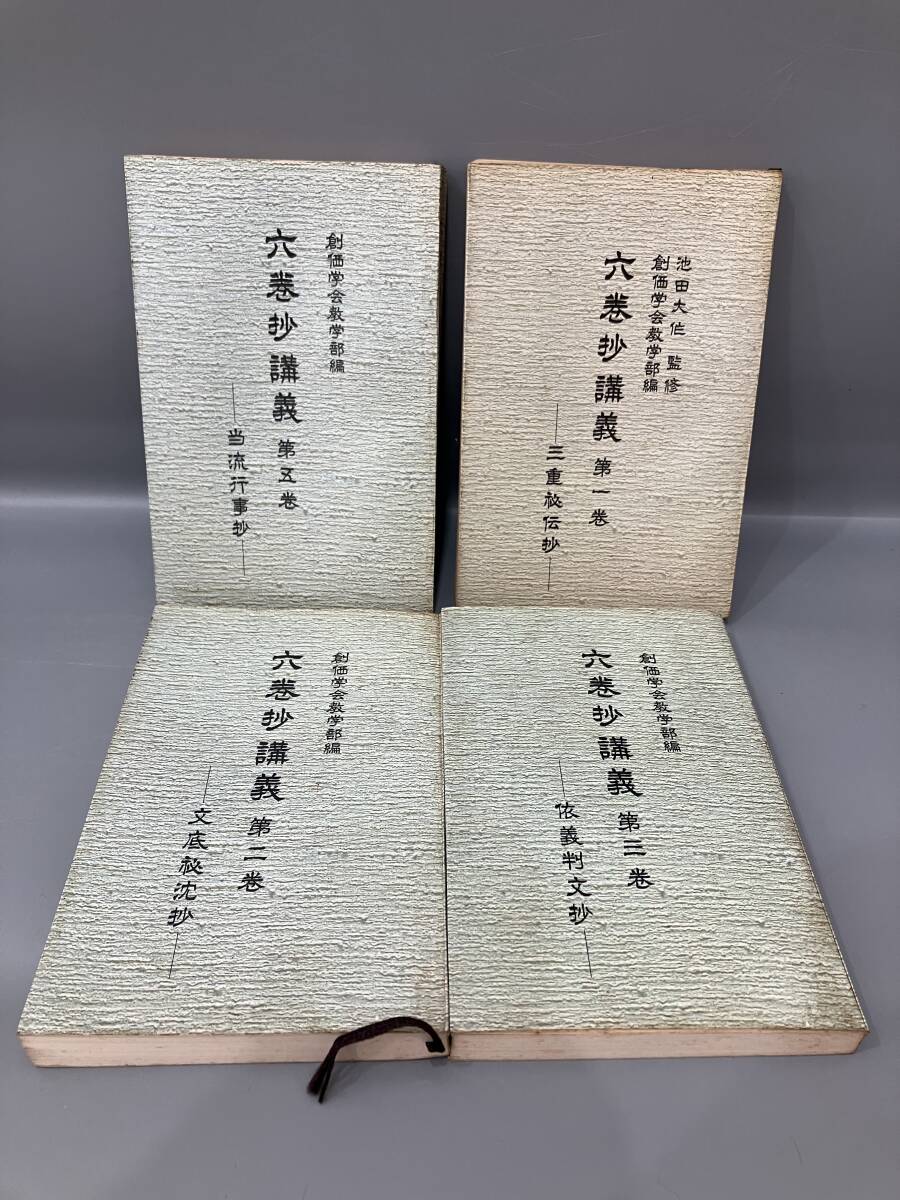 創価学会教学部編
六巻抄講義 第五巻
―当流行事抄―
池田大作 監修
創価学会教学部編
六巻抄講義 第一巻
―三重秘伝抄―
創価学会教学部編
六巻抄講義 第二巻
―文底秘沈抄―
創価学会教学部編
六巻抄講義 第三巻
―依義判文抄―